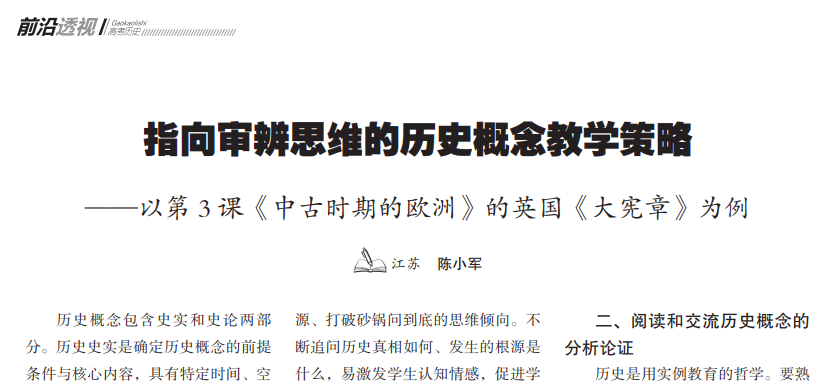 前沿透视 Gaokaolishi
高考历史
指向审辨思维的历史概念教学策略
——以第3课《中古时期的欧洲》的英国《大宪章》为例
江苏 陈小军
历史概念包含史实和史论两部
分。历史史实是确定历史概念的前提
条件与核心内容，具有特定时间、空
源、打破砂锅问到底的思维倾向。不
断追问历史真相如何、发生的根源是
什么，易激发学生认知情感，促进学
二、阅读和交流历史概念的
分析论证
历史是用实例教育的哲学。要熟